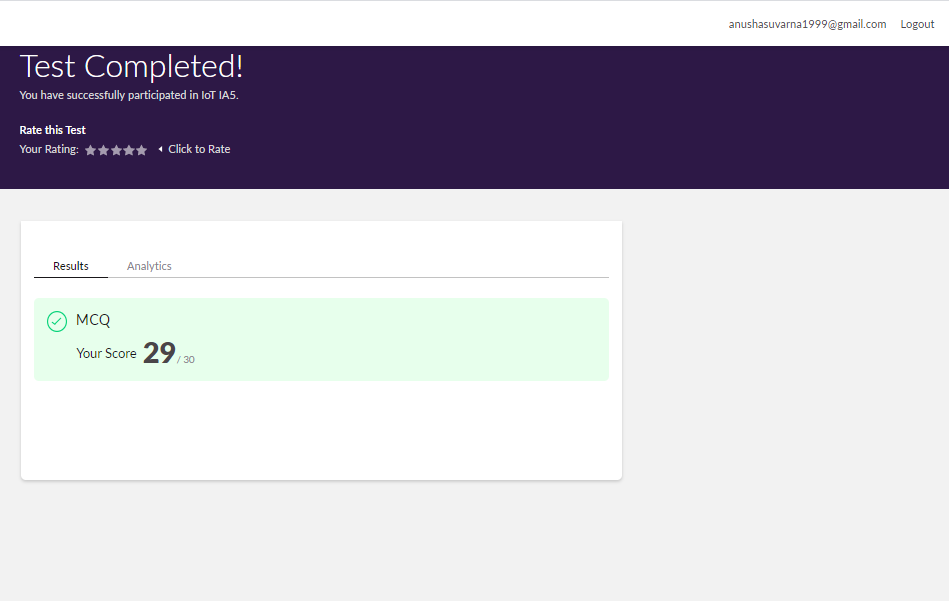 anushasuvarna1999@gmail.com Logout
Test Completed!
You have successfully participated in IoT IA5.
Rate this Test
Your Rating: Click to Rate
Results Analytics
MCQ
Your Score 29 / 30